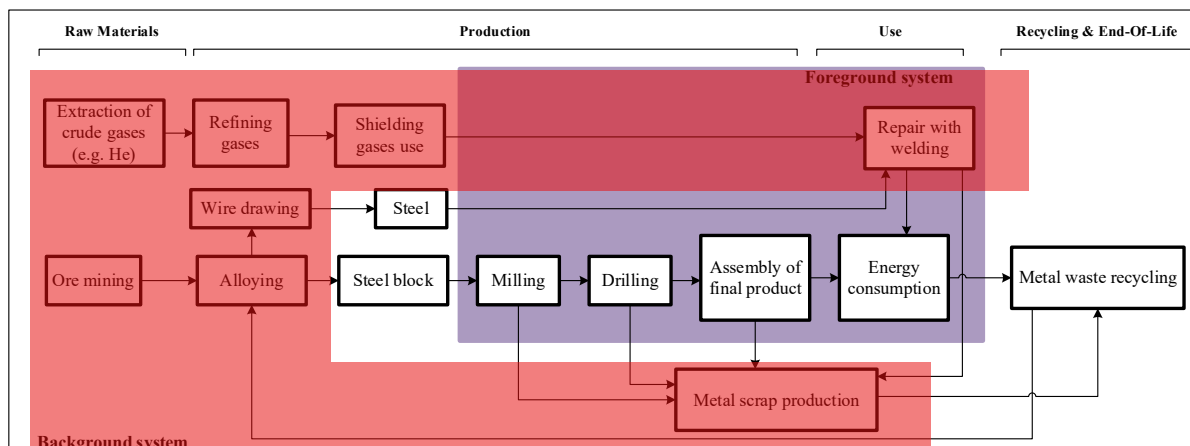 Raw Materials
Production
Use
Recycling & End-Of-Life
Foreground system
Extraction of
crude gases
(e.g. He)
Refining
gases
Shielding
gases use
Repair with
welding
Wire drawing
Steel
Ore mining
Alloying
Steel block
Milling
Drilling
Assembly of
final product
Energy
consumption
Metal waste recycling
Metal scrap production
Background system